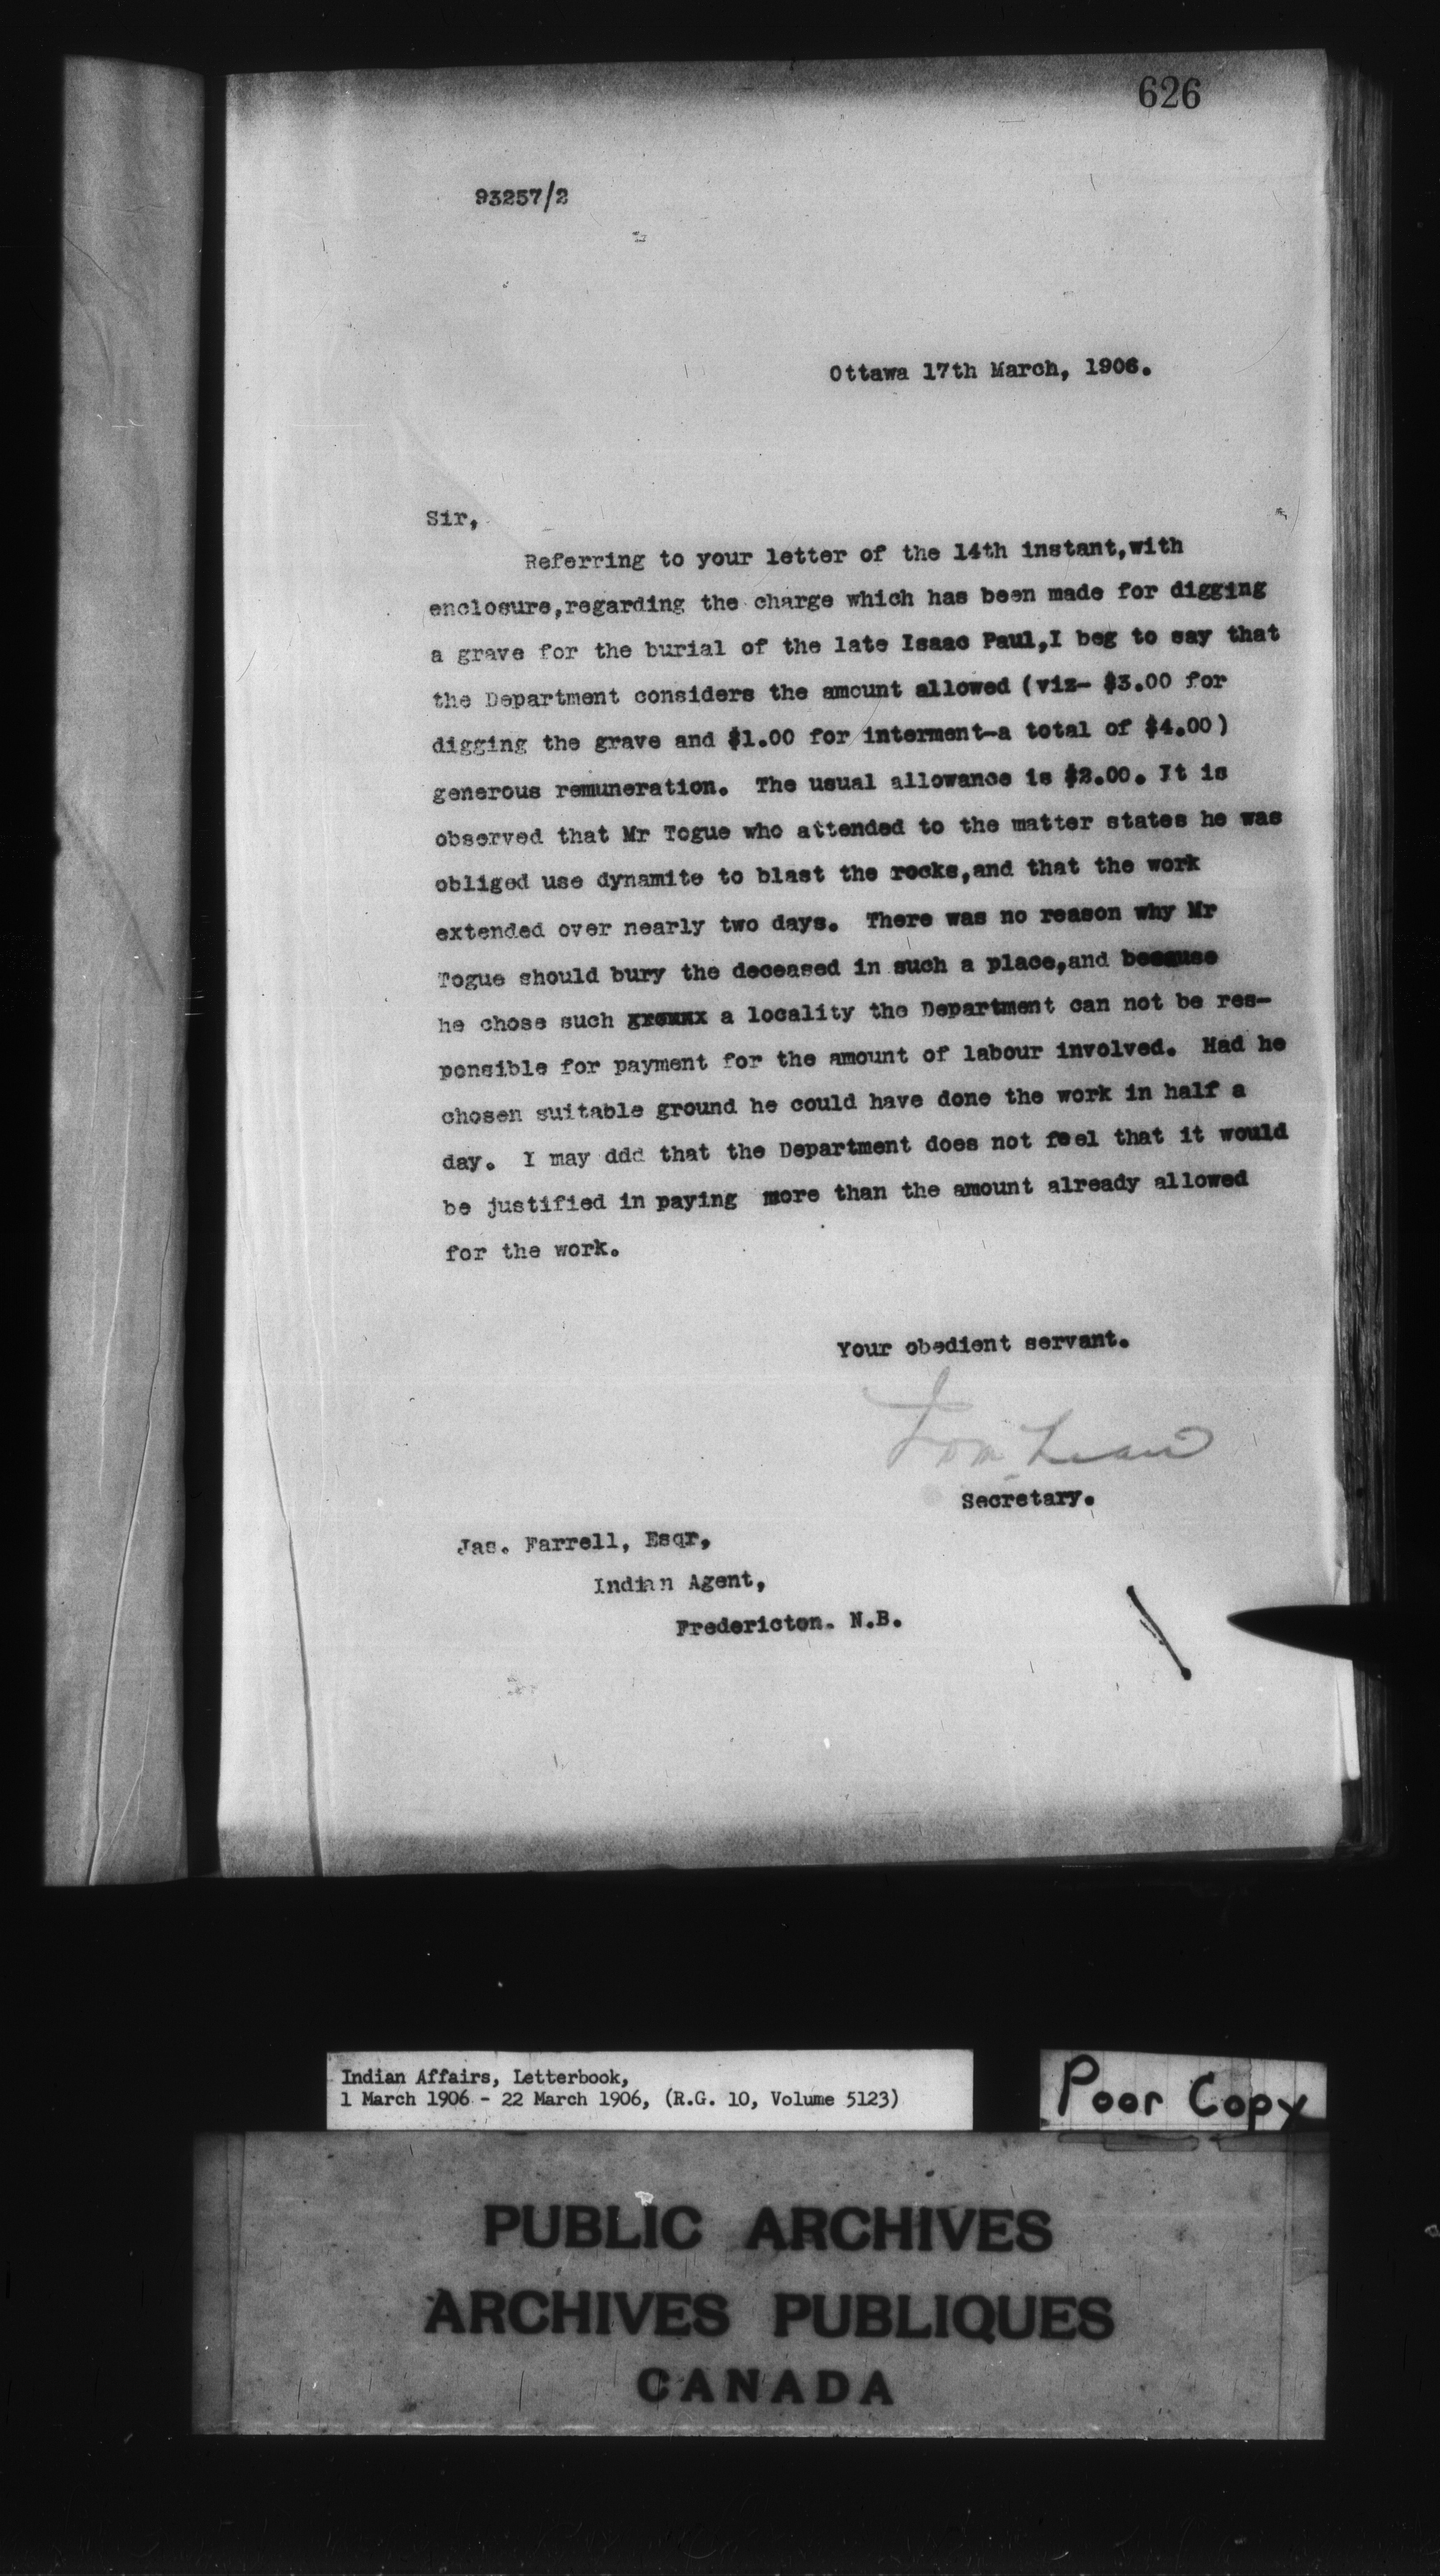 626
93257/2
Ottawa 17th March, 1906.
Sir,
Referring to your letter of the 14th instant,with
enclosure,regarding the charge which has been made for digging
a grave for the burial of the late Isaac Paul,I beg to say that
the Department considers the amount allowed (viz- $3.00 for
digging the grave and $1.00 for interment-a total of $4.00)
generous remuneration. The usual allowance is $2.00. It is
observed that Mr Togue who attended to the matter states he was
obliged use dynamite to blast the rocks,and that the work
extended over nearly two days. There was no reason why Mr
Togue should bury the deceased in such a place,and because
he chose such a locality the Department can not be res-
ponsible for payment for the amount of labour involved. Had he
chosen suitable ground he could have done the work in half a
day. I may ddd that the Department does not feel that it would
be justified in paying more than the amount already allowed
for the work.
Your obedient servant.
Secretary.
Jas. Farrell, Esqr,
Indian Agent,
Fredericton. N.B.
Indian Affairs, Letterbook,
1 March 1906 - 22 March 1906, (R.G. 10, Volume 5123)
Poor Copy
PUBLIC ARCHIVES
ARCHIVES PUBLIQUES
CANADA